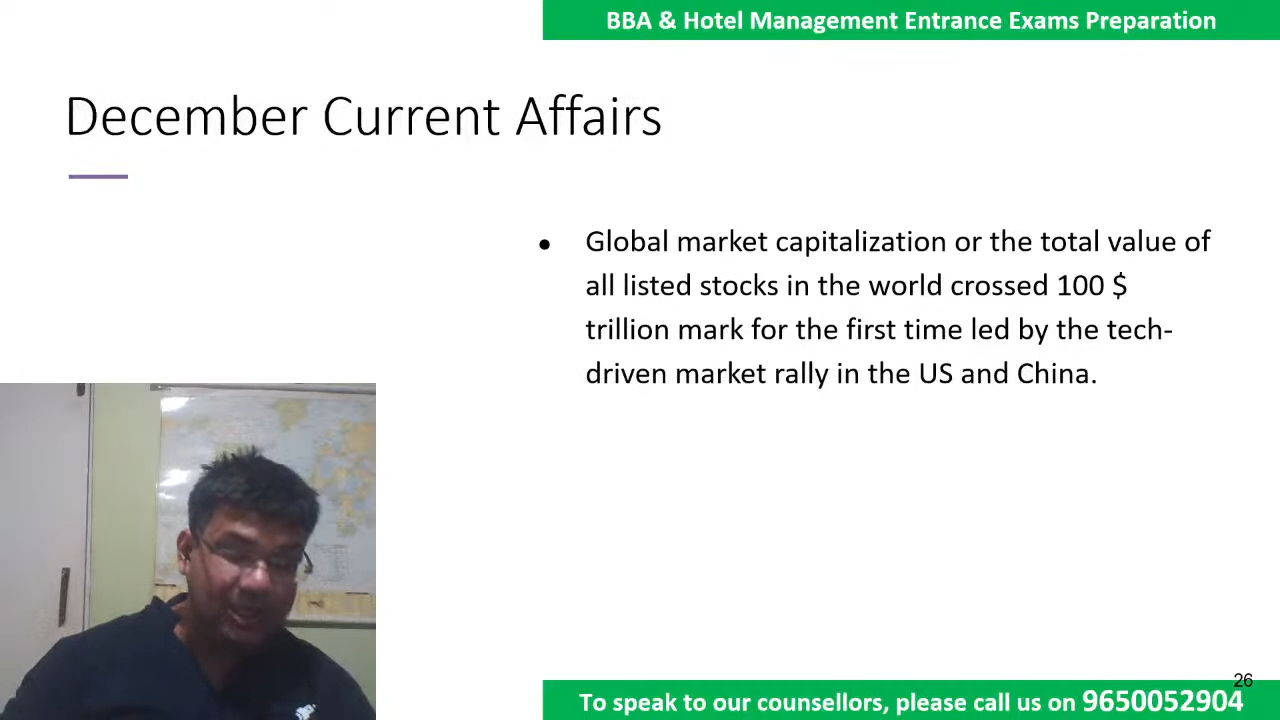 BBA & Hotel Management Entrance Exams Preparation
December Current Affairs
● Global market capitalization or the total value of
all listed stocks in the world crossed 100 $
trillion mark for the first time led by the tech-
driven market rally in the US and China.
26
To speak to our counsellors, please call us on 9650052904